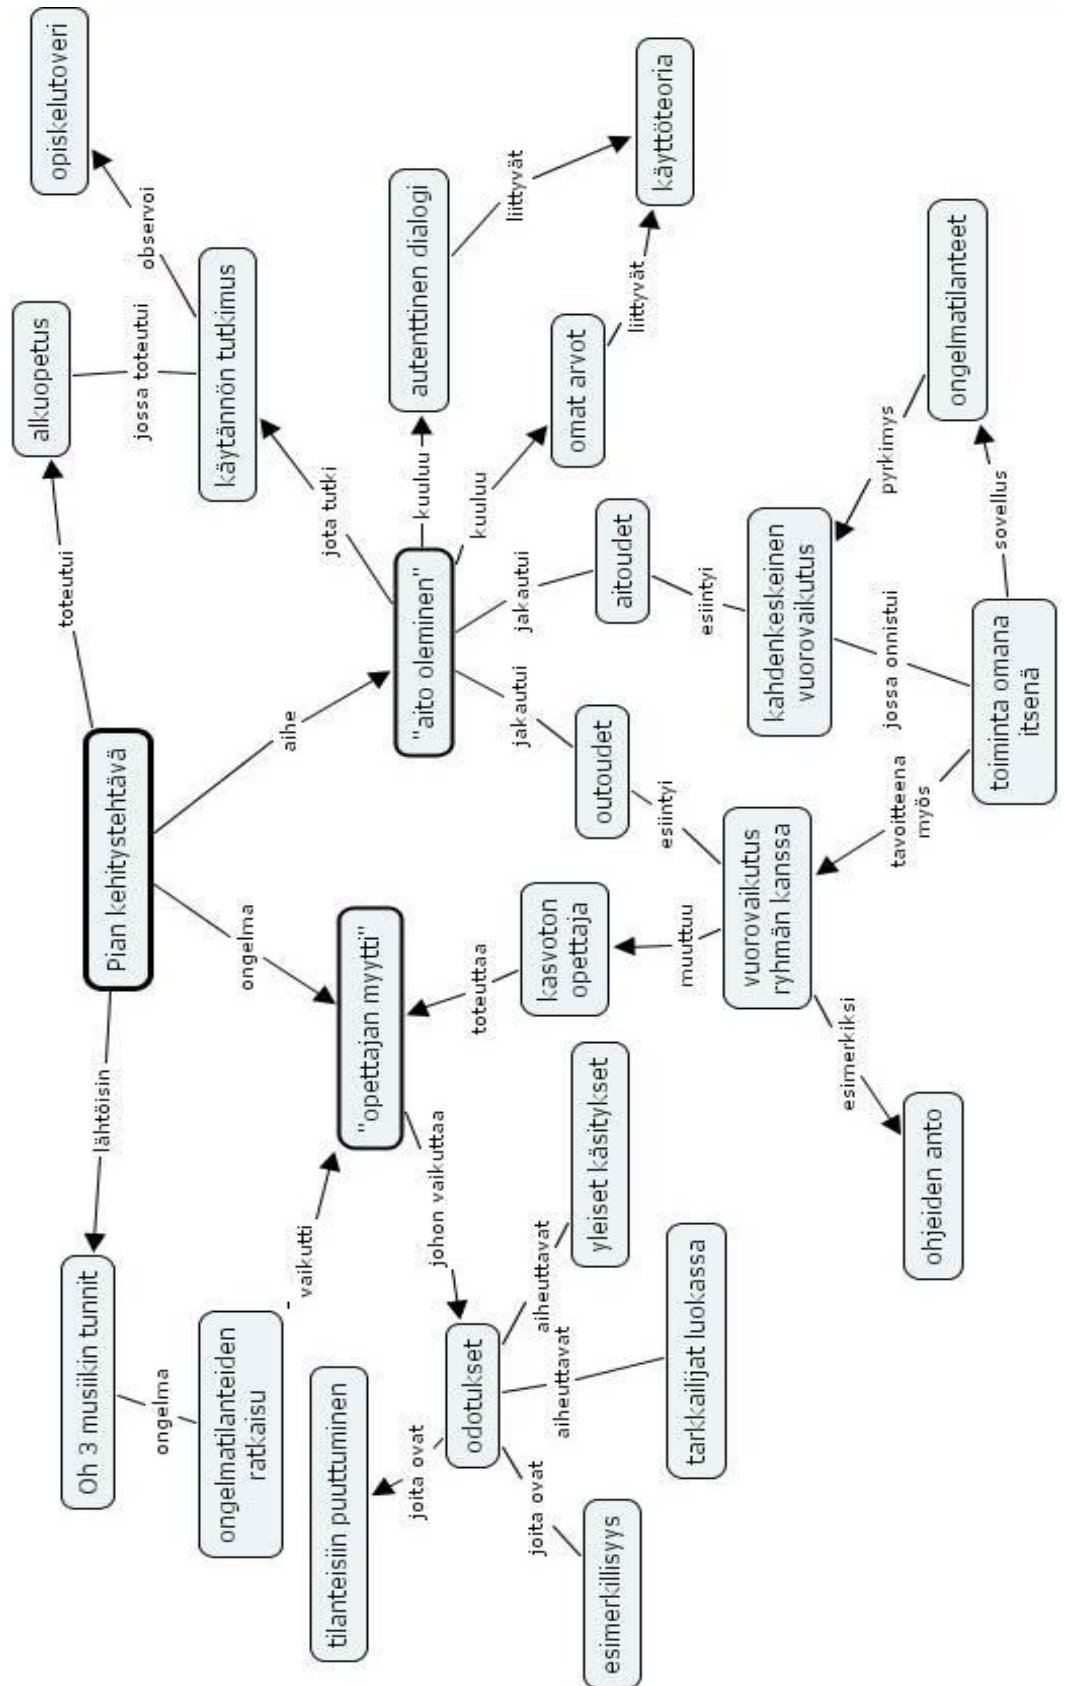 Pian kehitystehtävä
lähtöisin
ongelma
aihe
toteutui
Oh 3 musiikin tunnit
ongelma
ongelmatilanteiden
ratkaisu
vaikutti
"opettajan myytti"
johon vaikuttaa
odotukset
joita ovat
tilanteisiin puuttuminen
joita ovat
esimerkillisyys
aiheuttavat
tarkkailijat luokassa
aiheuttavat
yleiset käsitykset
toteuttaa
kasvoton
opettaja
muuttuu
alkuopetus
jossa toteutui
käytännön tutkimus
observoi
opiskelutoveri
jota tutki
"aito oleminen"
jakautui
outoudet
esiintyi
vuorovaikutus
ryhmän kanssa
esimerkiksi
ohjeiden anto
jakautui
aitoudet
esiintyi
kahdenkeskeinen
vuorovaikutus
kuuluu
omat arvot
liittyvät
kuuluu
autenttinen dialogi
liittyvät
käyttöteoria
tavoitteena
myös
jossa onnistui
toiminta omana
itsenä
sovellus
ongelmatilanteet
pyrkimys